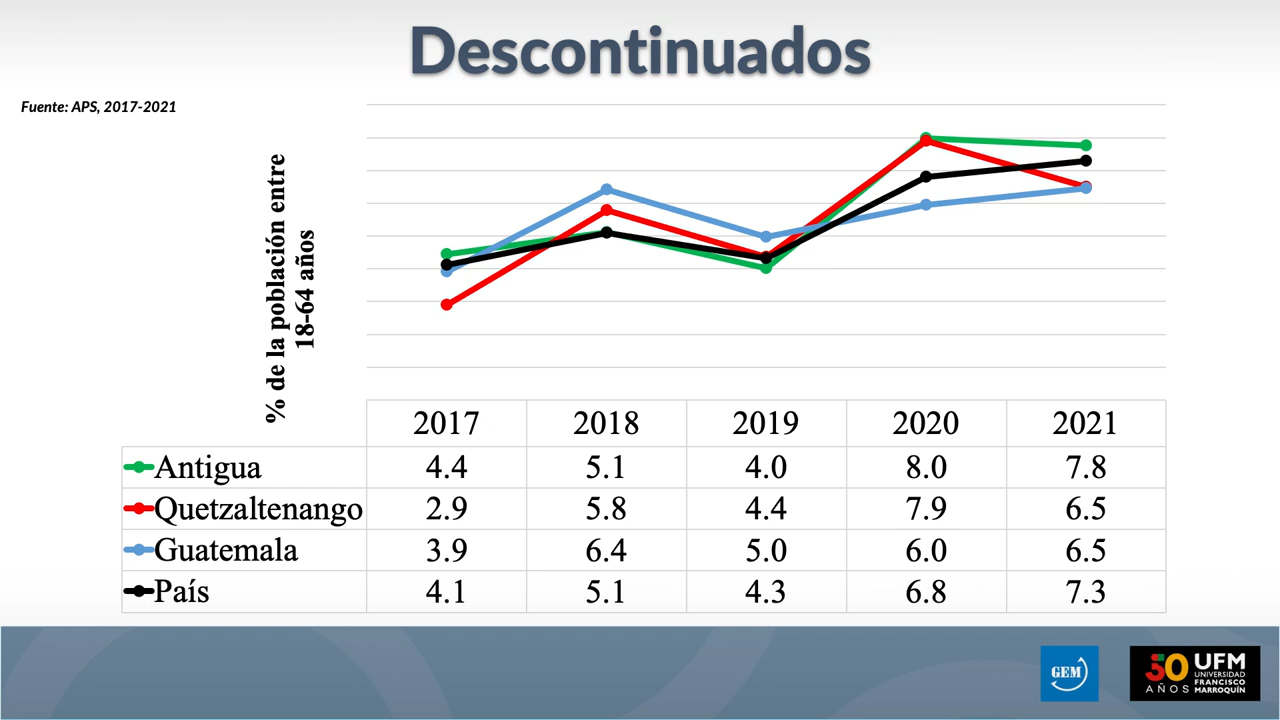 Descontinuados
Fuente: APS, 2017-2021
% de la población entre
18-64 años
2017 2018 2019 2020 2021
Antigua 4.4 5.1 4.0 8.0 7.8
Quetzaltenango 2.9 5.8 4.4 7.9 6.5
Guatemala 3.9 6.4 5.0 6.0 6.5
País 4.1 5.1 4.3 6.8 7.3
GEM
50
AÑOS
UFM
UNIVERSIDAD
FRANCISCO
MARROQUÍN